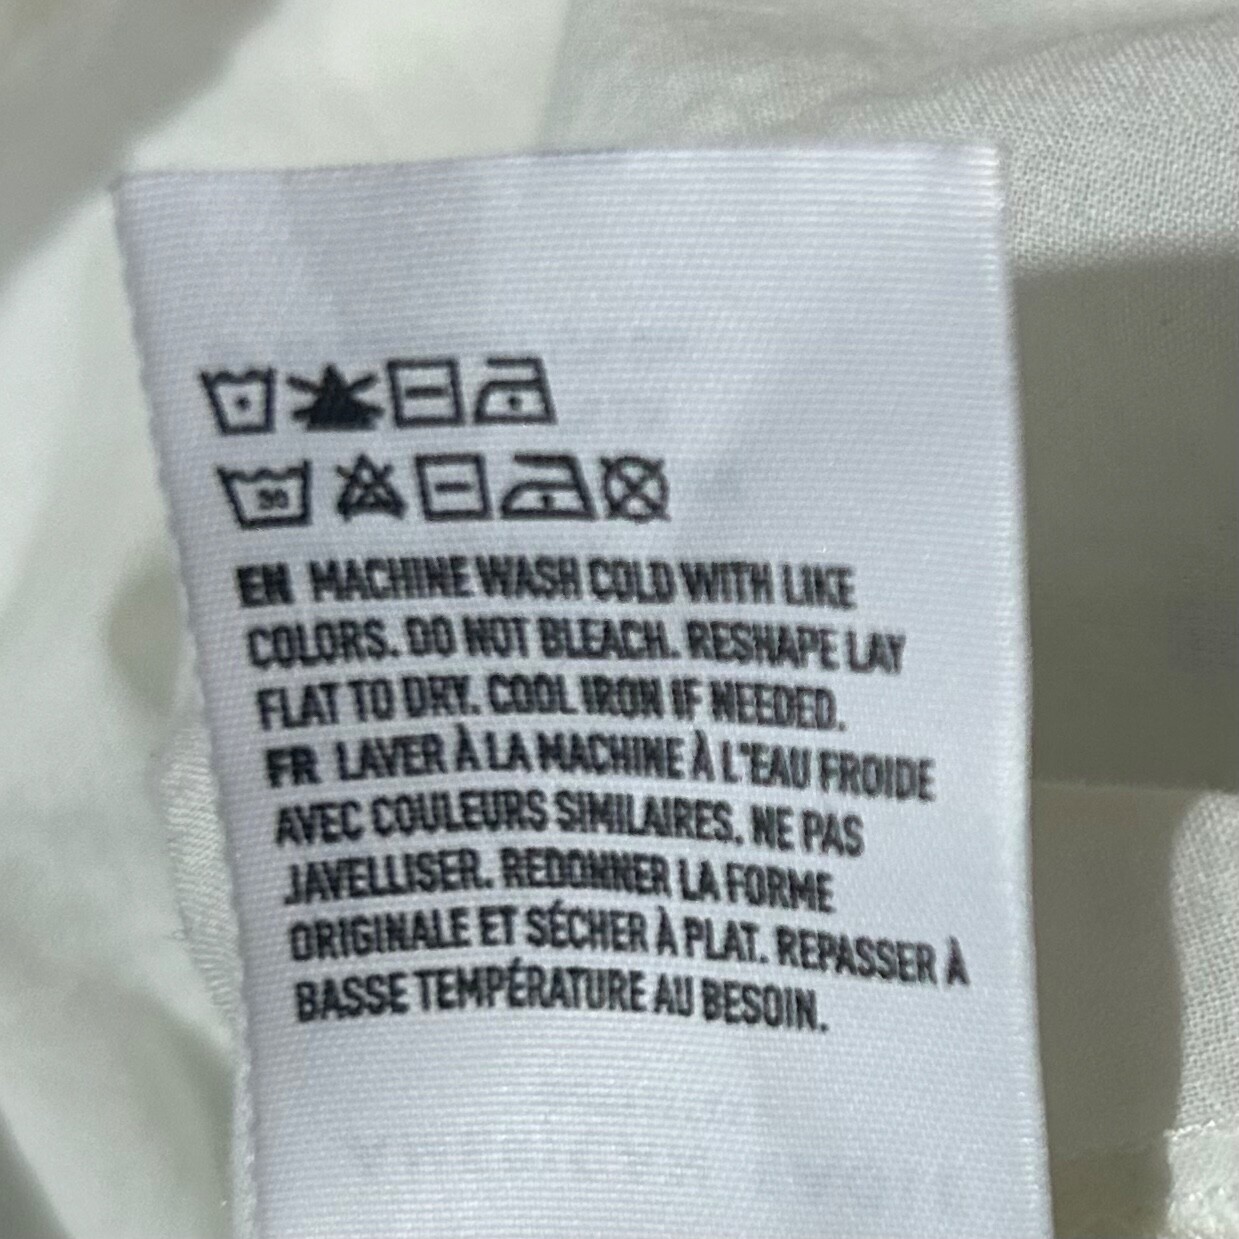 30
EN MACHINE WASH COLD WITH LIKE
COLORS. DO NOT BLEACH. RESHAPE LAY
FLAT TO DRY. COOL IRON IF NEEDED.
FR LAVER À LA MACHINE À L'EAU FROIDE
AVEC COULEURS SIMILAIRES. NE PAS
JAVELLISER. REDONNER LA FORME
ORIGINALE ET SÉCHER À PLAT. REPASSER À
BASSE TEMPÉRATURE AU BESOIN.